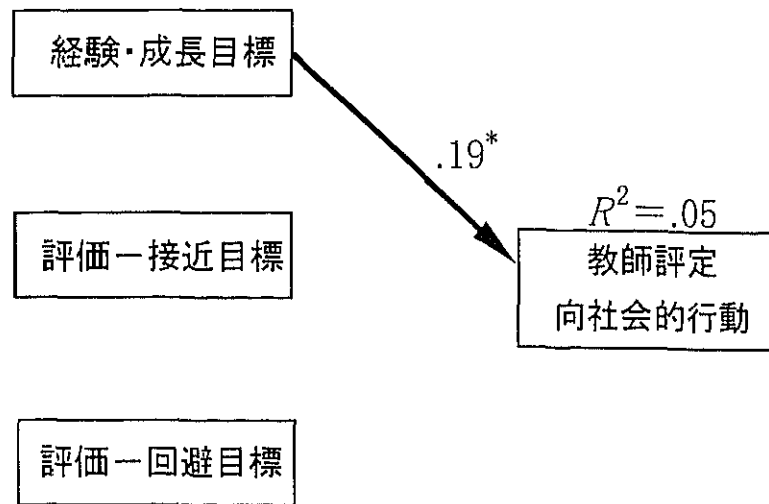 経験・成長目標
.19*
R²=.05
評価－接近目標
教師評定
向社会的行動
評価－回避目標